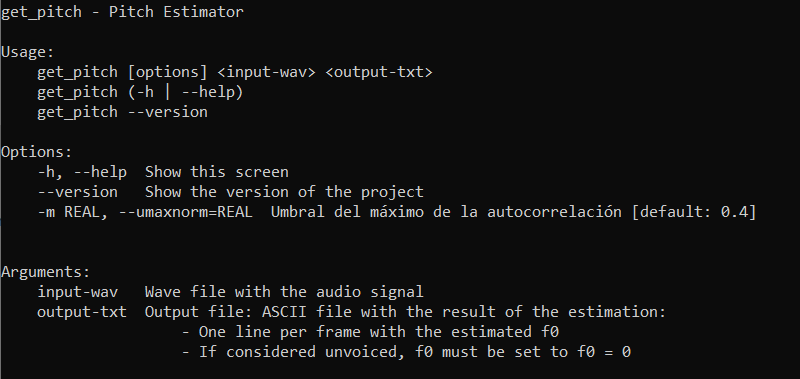 get_pitch - Pitch Estimator
Usage:
get_pitch [options] <input-wav> <output-txt>
get_pitch (-h | --help)
get_pitch --version
Options:
-h, --help  Show this screen
--version   Show the version of the project
-m REAL, --umaxnorm=REAL  Umbral del máximo de la autocorrelación [default: 0.4]
Arguments:
input-wav   Wave file with the audio signal
output-txt  Output file: ASCII file with the result of the estimation:
- One line per frame with the estimated f0
- If considered unvoiced, f0 must be set to f0 = 0